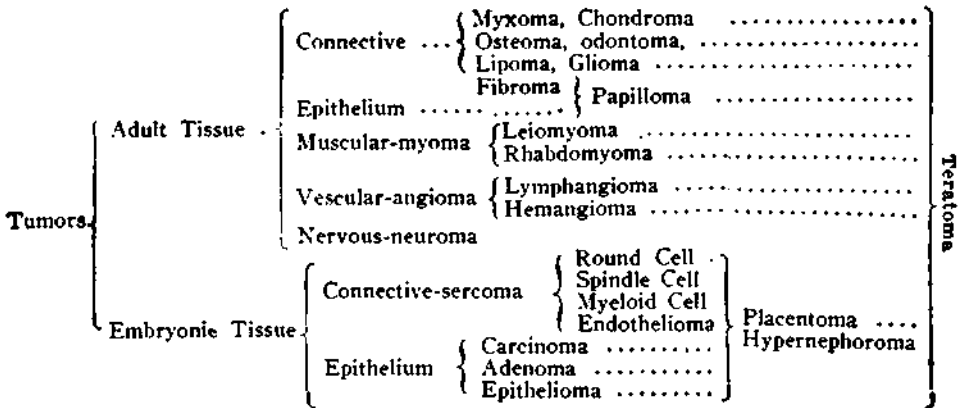 Myxoma, Chondroma ................
Connective ... Osteoma, odontoma, ..................
Lipoma, Glioma ..................
Fibroma
Epithelium ............ Papilloma ..................
Adult Tissue
Muscular-myoma Leiomyoma ..................
Rhabdomyoma ..................
Teratoma
Vescular-angioma Lymphangioma ..................
Hemangioma ..................
Tumors
Nervous-neuroma
Round Cell
Connective-sercoma Spindle Cell
Myeloid Cell
Endothelioma
Placentoma ....
Embryonie Tissue
Hypernephoroma
Carcinoma .........
Epithelium Adenoma ..........
Epithelioma .........